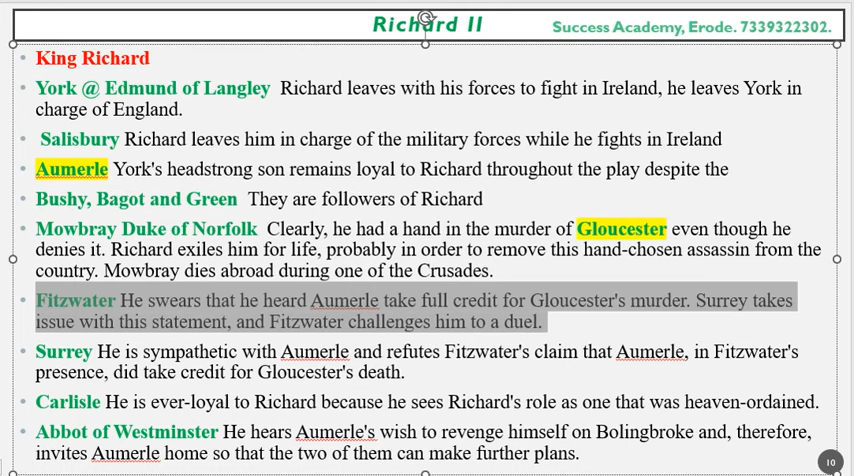 Richard II
Success Academy, Erode. 7339322302.
King Richard
York @ Edmund of Langley Richard leaves with his forces to fight in Ireland, he leaves York in
charge of England.
Salisbury Richard leaves him in charge of the military forces while he fights in Ireland
Aumerle York's headstrong son remains loyal to Richard throughout the play despite the
Bushy, Bagot and Green They are followers of Richard
Mowbray Duke of Norfolk Clearly, he had a hand in the murder of Gloucester even though he
denies it. Richard exiles him for life, probably in order to remove this hand-chosen assassin from the
country. Mowbray dies abroad during one of the Crusades.
Fitzwater He swears that he heard Aumerle take full credit for Gloucester's murder. Surrey takes
issue with this statement, and Fitzwater challenges him to a duel.
Surrey He is sympathetic with Aumerle and refutes Fitzwater's claim that Aumerle, in Fitzwater's
presence, did take credit for Gloucester's death.
Carlisle He is ever-loyal to Richard because he sees Richard's role as one that was heaven-ordained.
Abbot of Westminster He hears Aumerle's wish to revenge himself on Bolingbroke and, therefore,
invites Aumerle home so that the two of them can make further plans.
10